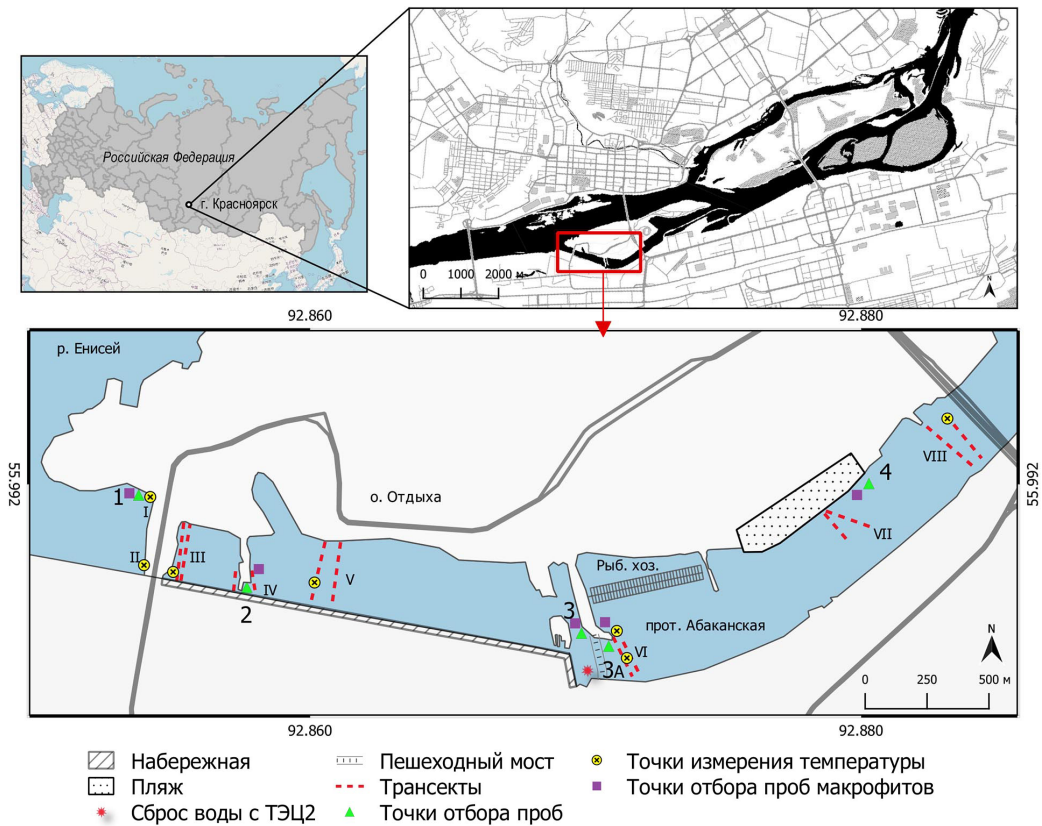 Российская Федерация
г. Красноярск
0 1000 2000 м
N
92.860 92.880
р. Енисей
55.992
55.992
о. Отдыха
1
I
II
III
IV
V
2
Рыб. хоз.
3
прот. Абаканская
3А
VI
4
VII
VIII
N
0 250 500 м
92.860 92.880
Набережная
Пешеходный мост
Точки измерения температуры
Пляж
Трансекты
Точки отбора проб макрофитов
Сброс воды с ТЭЦ2
Точки отбора проб